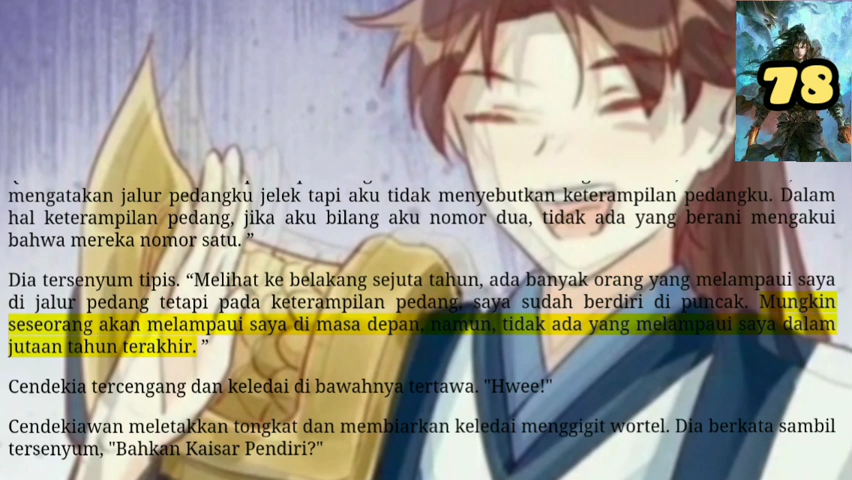 mengatakan jalur pedangku jelek tapi aku tidak menyebutkan keterampilan pedangku. Dalam
hal keterampilan pedang, jika aku bilang aku nomor dua, tidak ada yang berani mengakui
bahwa mereka nomor satu. ”
Dia tersenyum tipis. “Melihat ke belakang sejuta tahun, ada banyak orang yang melampaui saya
di jalur pedang tetapi pada keterampilan pedang, saya sudah berdiri di puncak. Mungkin
seseorang akan melampaui saya di masa depan, namun, tidak ada yang melampaui saya dalam
jutaan tahun terakhir. ”
Cendekia tercengang dan keledai di bawahnya tertawa. "Hwee!"
Cendekiawan meletakkan tongkat dan membiarkan keledai menggigit wortel. Dia berkata sambil
tersenyum, "Bahkan Kaisar Pendiri?"
78